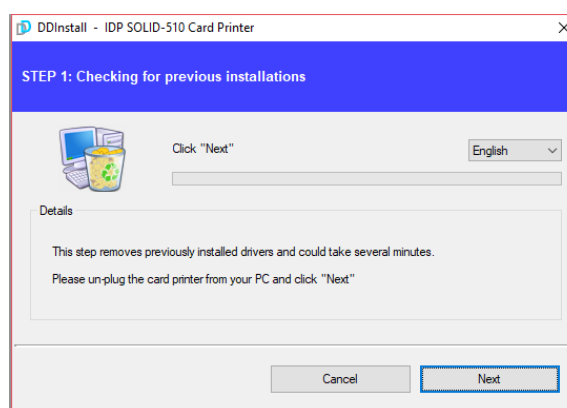 DDInstall - IDP SOLID-510 Card Printer
STEP 1: Checking for previous installations
Click "Next"
English
Details
This step removes previously installed drivers and could take several minutes.
Please un-plug the card printer from your PC and click "Next"
Cancel
Next